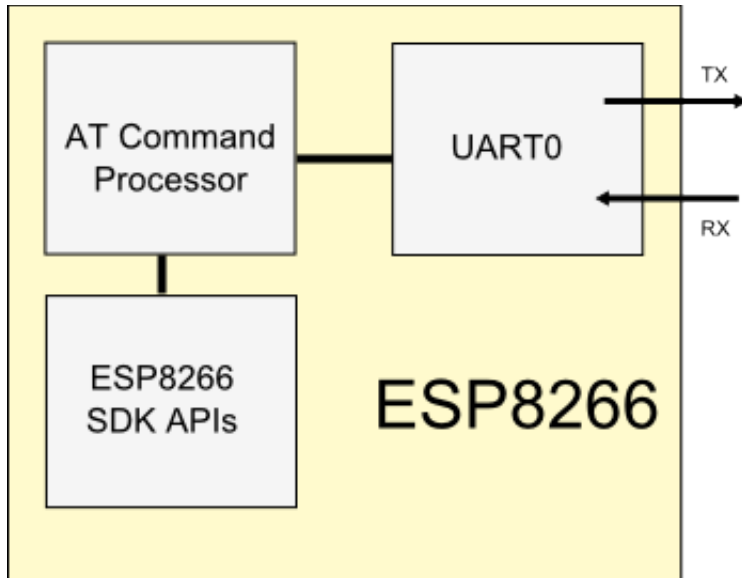 AT Command
Processor
UART0
TX
RX
ESP8266
SDK APIs
ESP8266